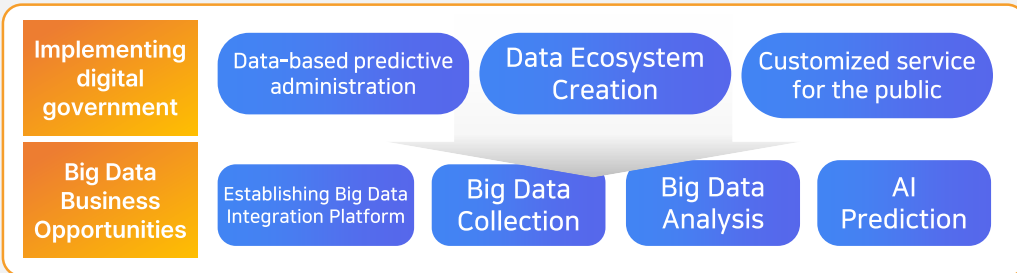 Implementing
digital
government
Data-based predictive
administration
Data Ecosystem
Creation
Customized service
for the public
Big Data
Business
Opportunities
Establishing Big Data
Integration Platform
Big Data
Collection
Big Data
Analysis
AI
Prediction